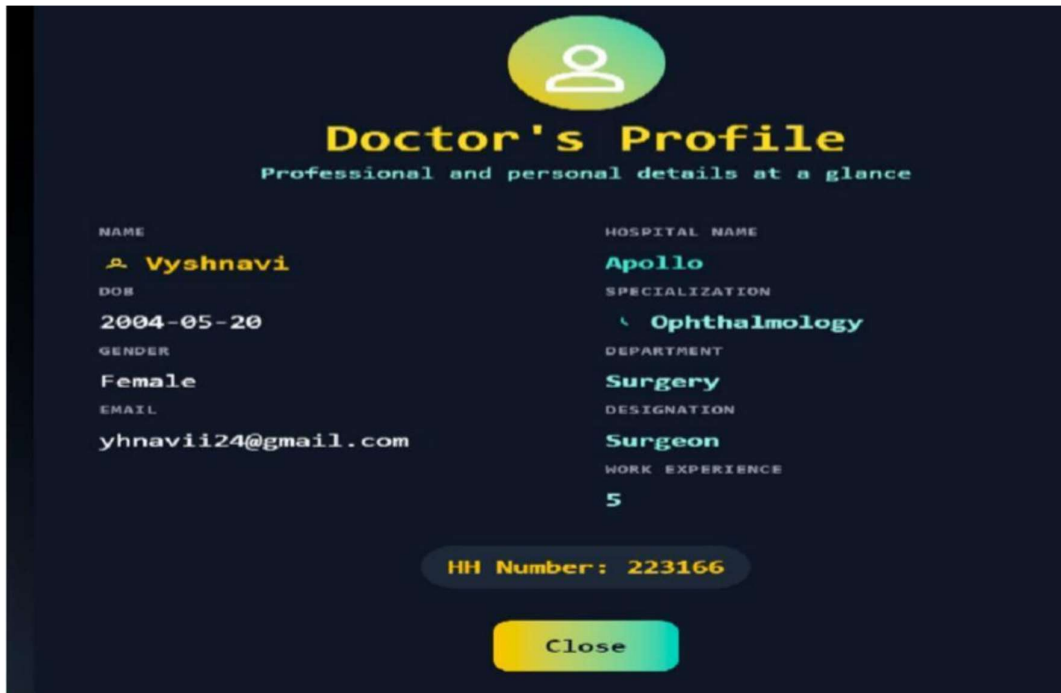 Doctor's Profile
Professional and personal details at a glance
NAME
Vyshnavi
DOB
2004-05-20
GENDER
Female
EMAIL
yhnavii24@gmail.com
HOSPITAL NAME
Apollo
SPECIALIZATION
Ophthalmology
DEPARTMENT
Surgery
DESIGNATION
Surgeon
WORK EXPERIENCE
5
HH Number: 223166
Close